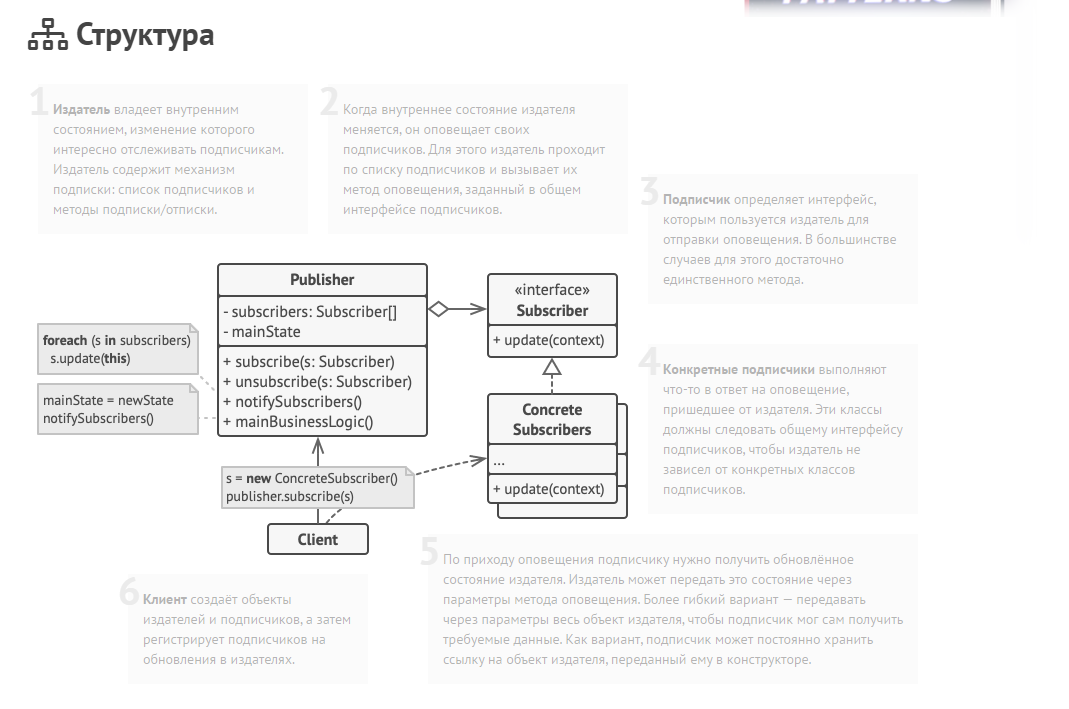 PATTERNS
Структура
1
Издатель владеет внутренним
состоянием, изменение которого
интересно отслеживать подписчикам.
Издатель содержит механизм
подписки: список подписчиков и
методы подписки/отписки.
2
Когда внутреннее состояние издателя
меняется, он оповещает своих
подписчиков. Для этого издатель проходит
по списку подписчиков и вызывает их
метод оповещения, заданный в общем
интерфейсе подписчиков.
3
Подписчик определяет интерфейс,
которым пользуется издатель для
отправки оповещения. В большинстве
случаев для этого достаточно
единственного метода.
Publisher
- subscribers: Subscriber[]
- mainState
+ subscribe(s: Subscriber)
+ unsubscribe(s: Subscriber)
+ notifySubscribers()
+ mainBusinessLogic()
«interface»
Subscriber
+ update(context)
foreach (s in subscribers)
s.update(this)
mainState = newState
notifySubscribers()
4
Конкретные подписчики выполняют
что-то в ответ на оповещение,
пришедшее от издателя. Эти классы
должны следовать общему интерфейсу
подписчиков, чтобы издатель не
зависел от конкретных классов
подписчиков.
Concrete
Subscribers
...
+ update(context)
s = new ConcreteSubscriber()
publisher.subscribe(s)
Client
5
По приходу оповещения подписчику нужно получить обновлённое
состояние издателя. Издатель может передать это состояние через
параметры метода оповещения. Более гибкий вариант — передавать
через параметры весь объект издателя, чтобы подписчик мог сам получить
требуемые данные. Как вариант, подписчик может постоянно хранить
ссылку на объект издателя, переданный ему в конструкторе.
6
Клиент создаёт объекты
издателей и подписчиков, а затем
регистрирует подписчиков на
обновления в издателях.